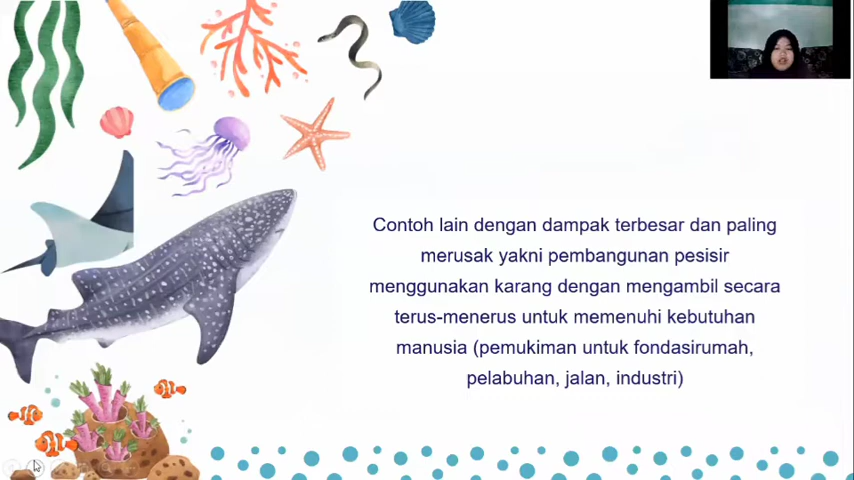 Contoh lain dengan dampak terbesar dan paling
merusak yakni pembangunan pesisir
menggunakan karang dengan mengambil secara
terus-menerus untuk memenuhi kebutuhan
manusia (pemukiman untuk fondasirumah,
pelabuhan, jalan, industri)